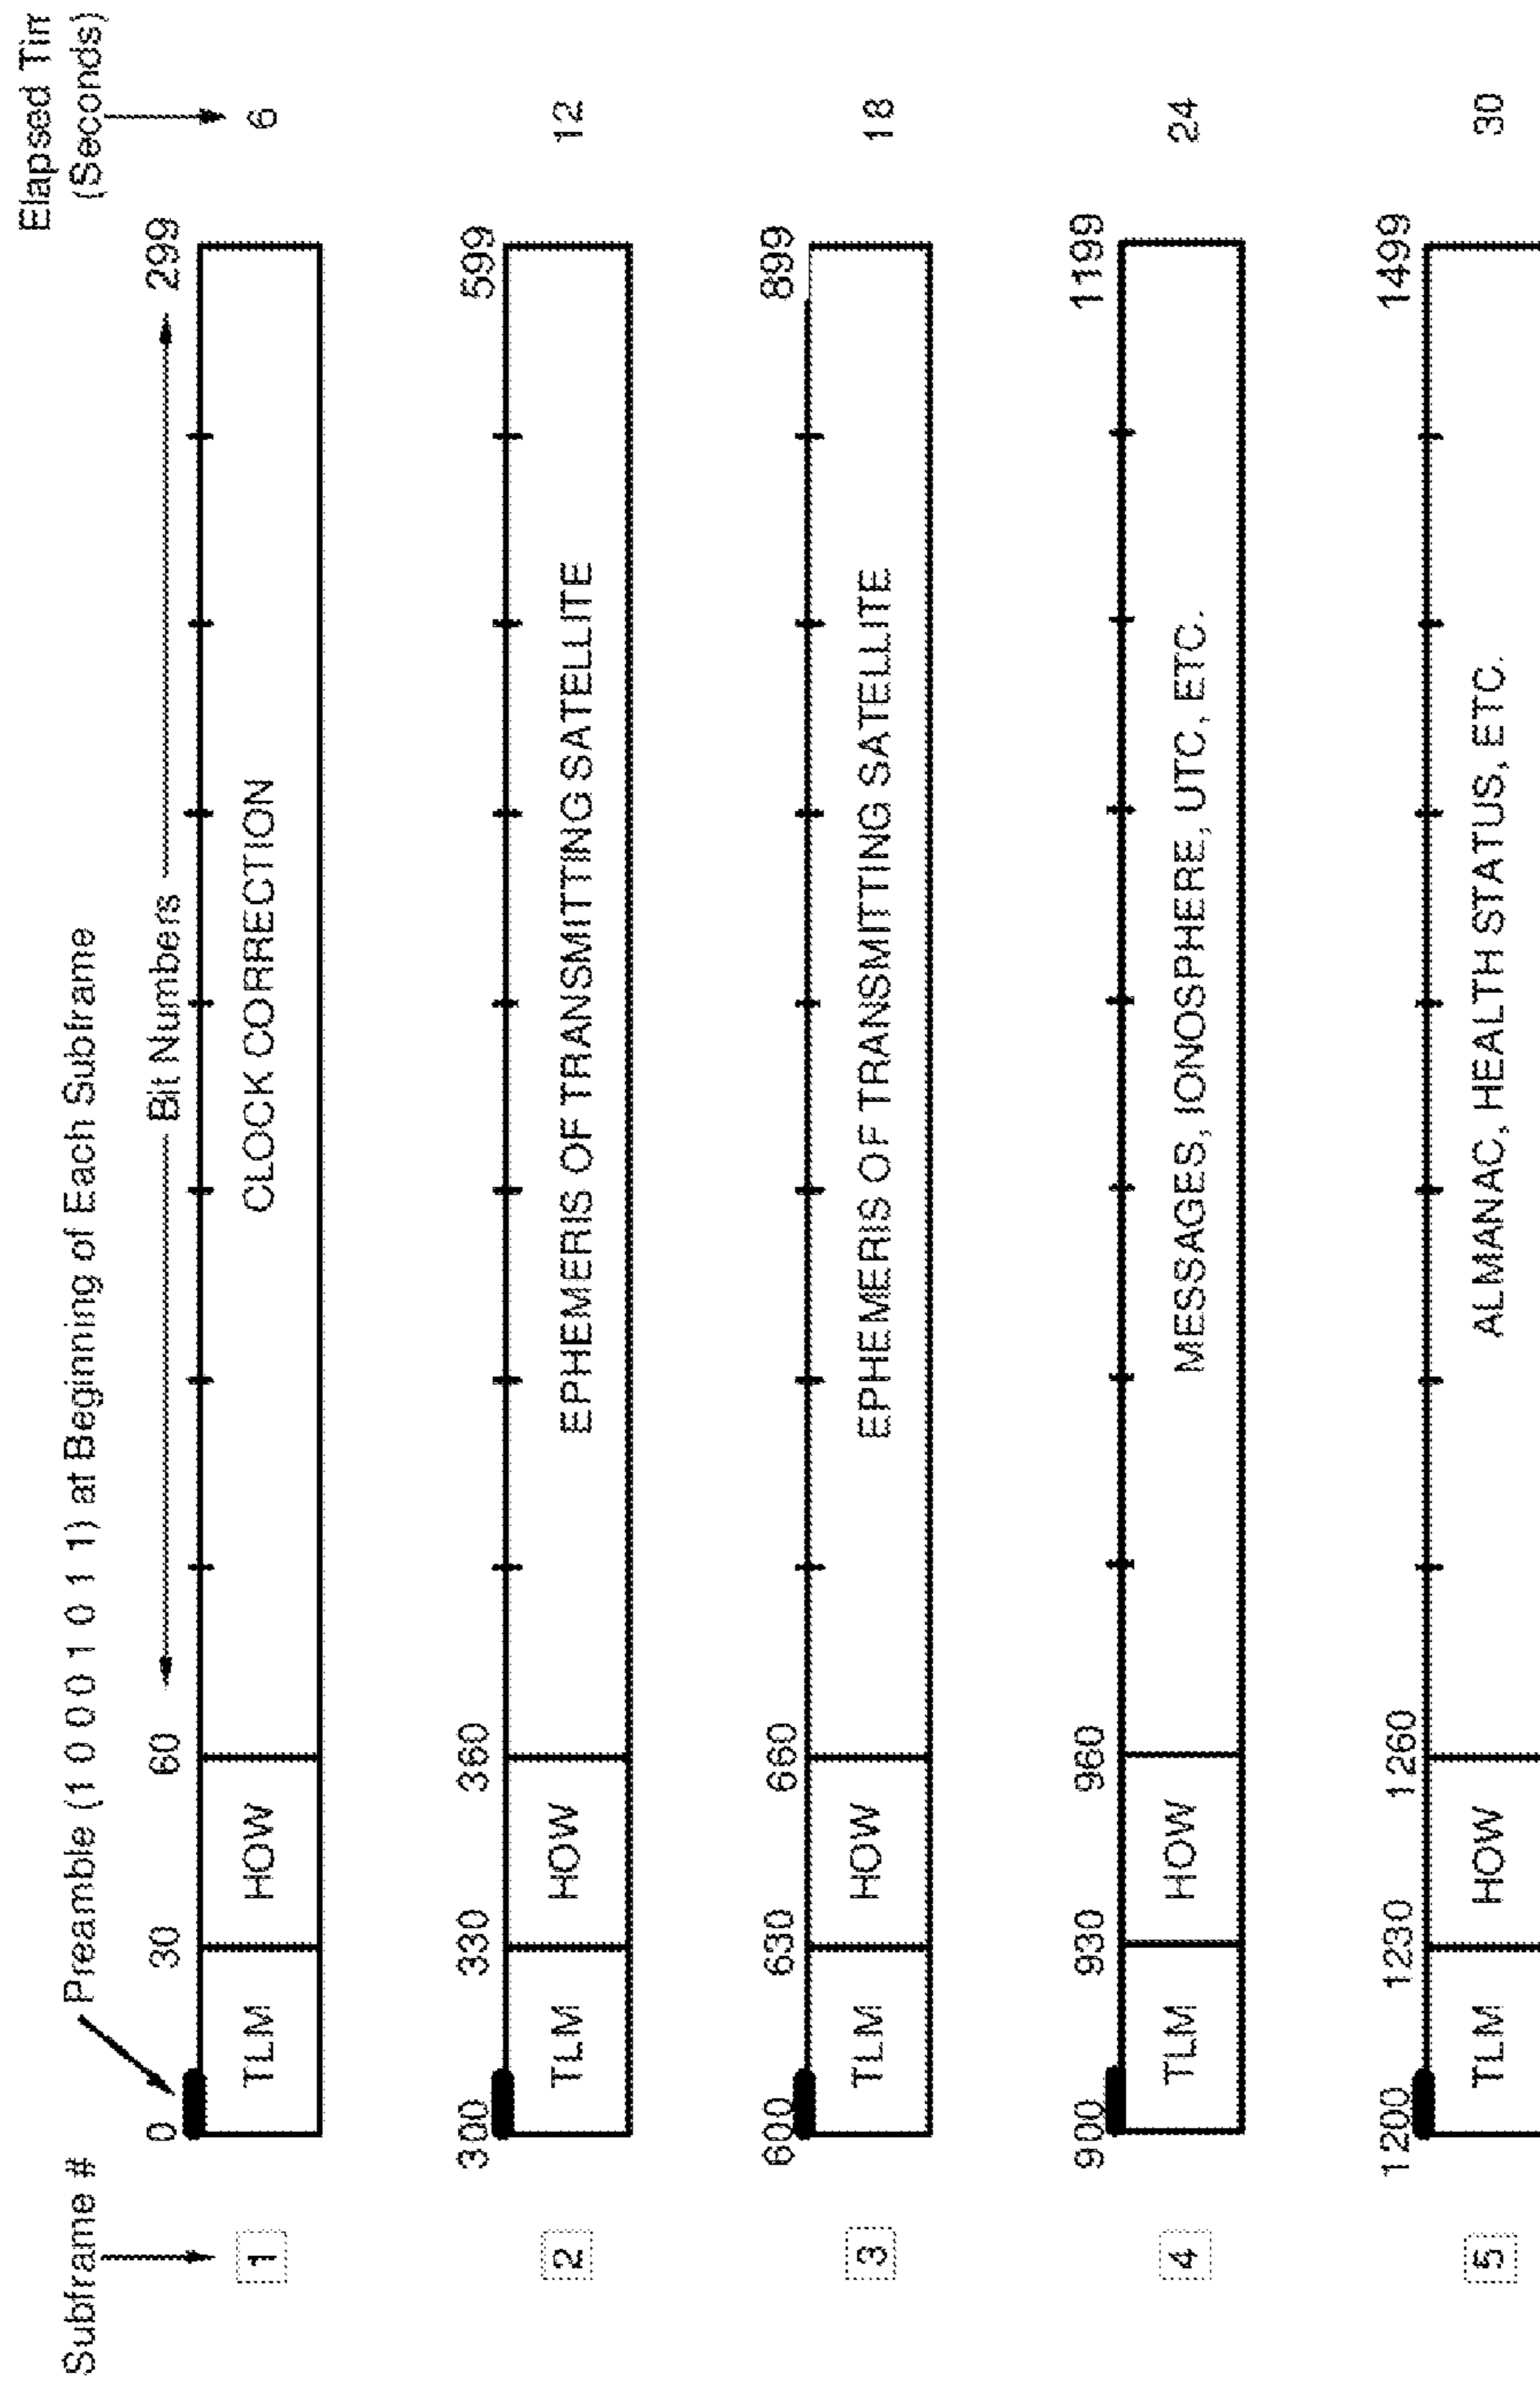 Elapsed Tim
(Seconds)
Subframe #
Preamble (1 0 0 0 1 0 1 1) at Beginning of Each Subframe
0 30 60 Bit Numbers 299
1 TLM HOW CLOCK CORRECTION 6
300 330 360 599
2 TLM HOW EPHEMERIS OF TRANSMITTING SATELLITE 12
600 630 660 899
3 TLM HOW EPHEMERIS OF TRANSMITTING SATELLITE 18
900 930 960 1199
4 TLM HOW MESSAGES, IONOSPHERE, UTC, ETC. 24
1200 1230 1260 1499
5 TLM HOW ALMANAC, HEALTH STATUS, ETC. 30